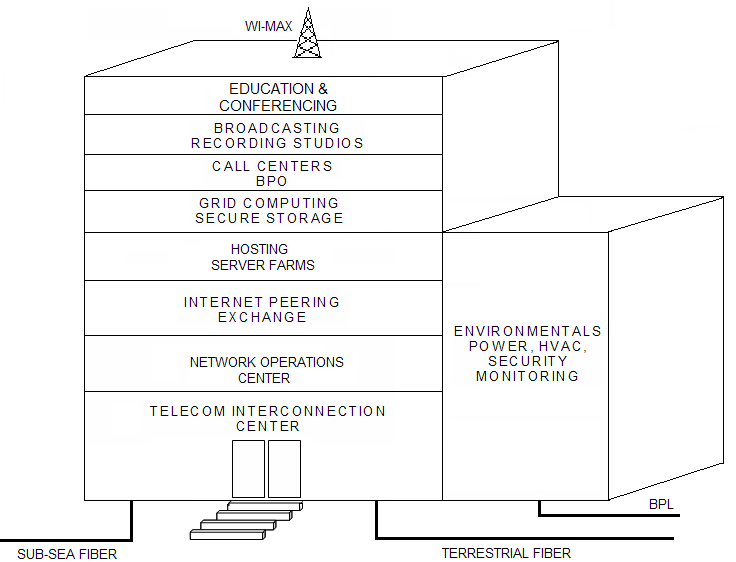 WI-MAX
EDUCATION &
CONFERENCING
BROADCASTING
RECORDING STUDIOS
CALL CENTERS
BPO
GRID COMPUTING
SECURE STORAGE
HOSTING
SERVER FARMS
INTERNET PEERING
EXCHANGE
NETWORK OPERATIONS
CENTER
TELECOM INTERCONNECTION
CENTER
ENVIRONMENTALS
POWER, HVAC,
SECURITY
MONITORING
BPL
SUB-SEA FIBER
TERRESTRIAL FIBER